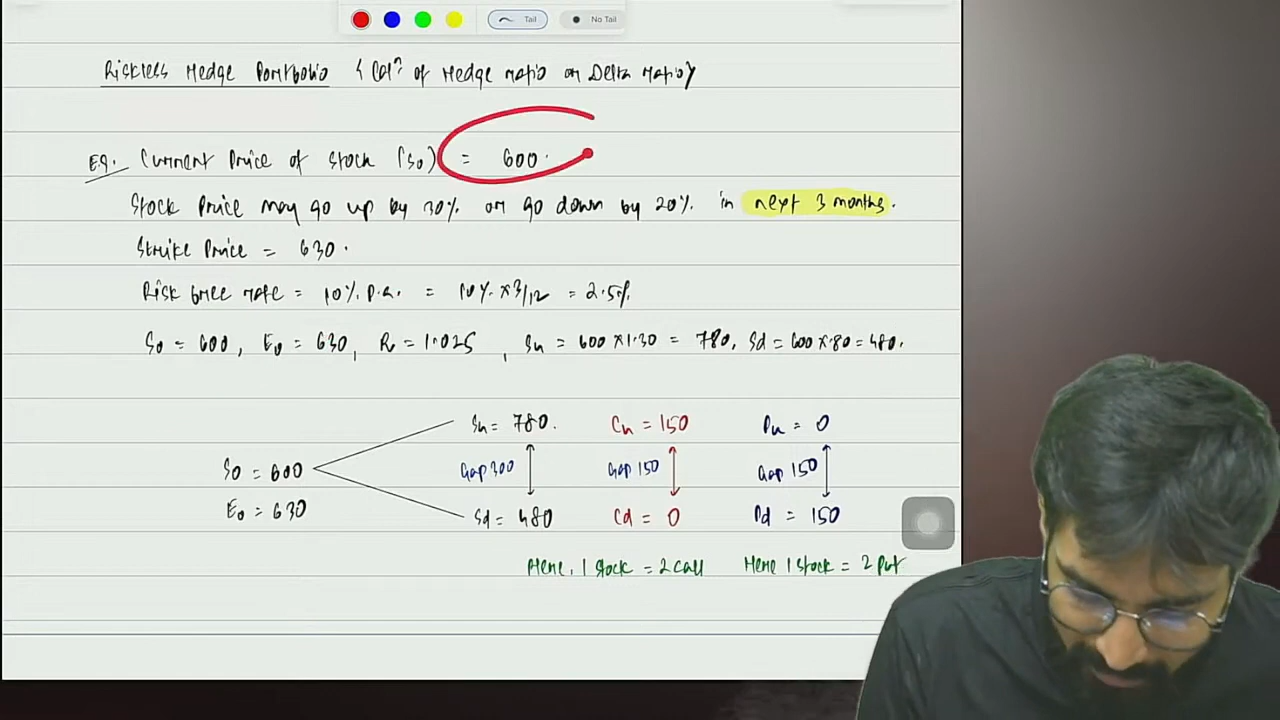 Tail No Tail
Riskless Hedge Portfolio {Calⁿ of Hedge ratio or Delta Ratio}
E.g. Current Price of Stock (S0) = 600.
Stock Price may go up by 30% or go down by 20% in next 3 months.
Strike Price = 630.
Risk free rate = 10% p.a. = 10% x 3/12 = 2.5%
S0 = 600, E0 = 630, R = 1.025, Su = 600 x 1.30 = 780, Sd = 600 x .80 = 480.
Su = 780. Cu = 150 Pu = 0
S0 = 600 Gap 300 Gap 150 Gap 150
E0 = 630 Sd = 480 Cd = 0 Pd = 150
Here, 1 Stock = 2 Call Here 1 Stock = 2 Put